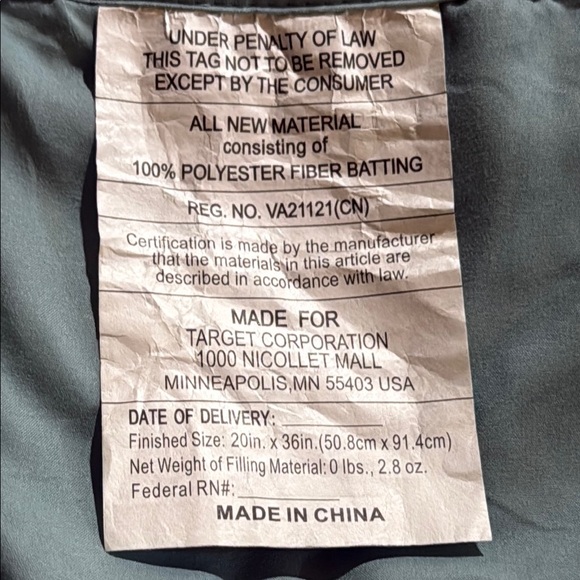 UNDER PENALTY OF LAW
THIS TAG NOT TO BE REMOVED
EXCEPT BY THE CONSUMER
ALL NEW MATERIAL
consisting of
100% POLYESTER FIBER BATTING
REG. NO. VA21121(CN)
Certification is made by the manufacturer
that the materials in this article are
described in accordance with law.
MADE FOR
TARGET CORPORATION
1000 NICOLLET MALL
MINNEAPOLIS,MN 55403 USA
DATE OF DELIVERY:
Finished Size: 20in. x 36in.(50.8cm x 91.4cm)
Net Weight of Filling Material: 0 lbs., 2.8 oz.
Federal RN#:
MADE IN CHINA